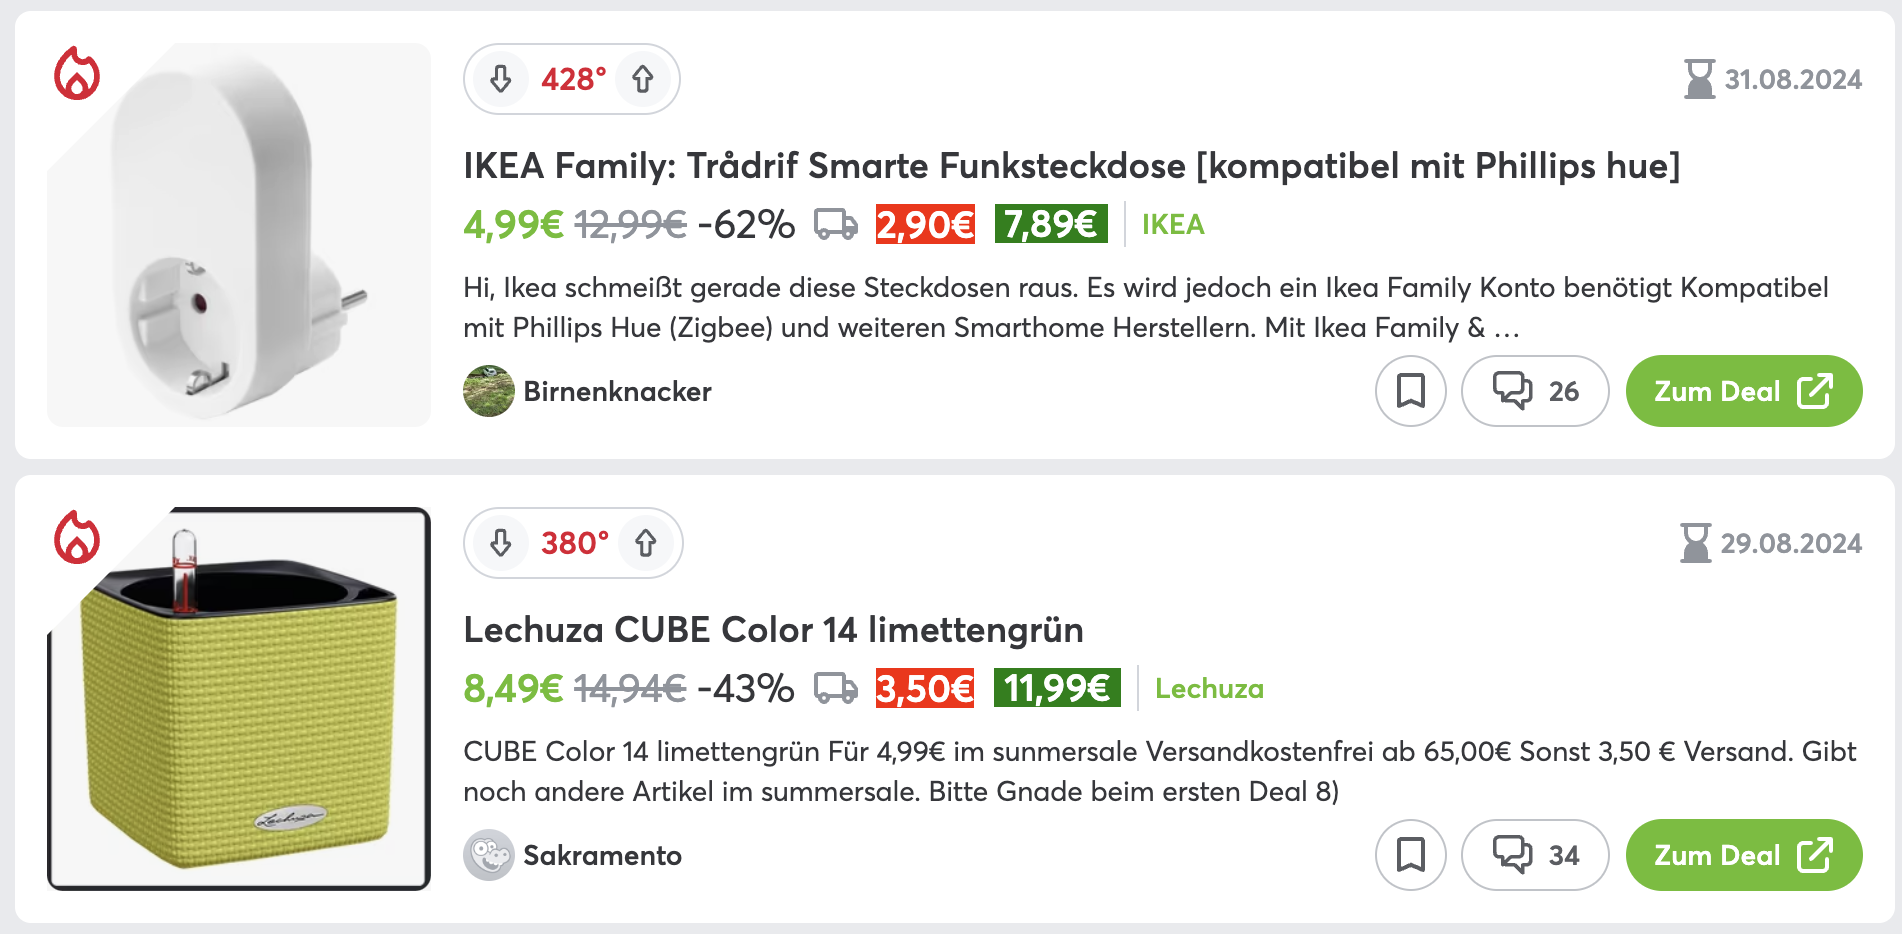 428°
31.08.2024
IKEA Family: Trådrif Smarte Funksteckdose [kompatibel mit Phillips hue]
4,99€ 12,99€ -62% 2,90€ 7,89€ IKEA
Hi, Ikea schmeißt gerade diese Steckdosen raus. Es wird jedoch ein Ikea Family Konto benötigt Kompatibel
mit Phillips Hue (Zigbee) und weiteren Smarthome Herstellern. Mit Ikea Family & …
Birnenknacker
26
Zum Deal
380°
29.08.2024
Lechuza CUBE Color 14 limettengrün
8,49€ 14,94€ -43% 3,50€ 11,99€ Lechuza
CUBE Color 14 limettengrün Für 4,99€ im sunmersale Versandkostenfrei ab 65,00€ Sonst 3,50 € Versand. Gibt
noch andere Artikel im summersale. Bitte Gnade beim ersten Deal 8)
Lechuza
Sakramento
34
Zum Deal